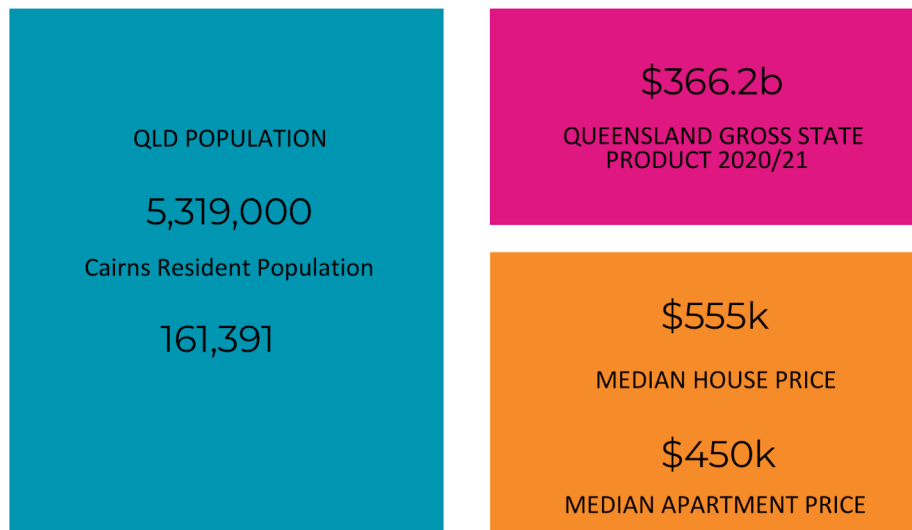 QLD POPULATION
5,319,000
Cairns Resident Population
161,391
$366.2b
QUEENSLAND GROSS STATE
PRODUCT 2020/21
$555k
MEDIAN HOUSE PRICE
$450k
MEDIAN APARTMENT PRICE